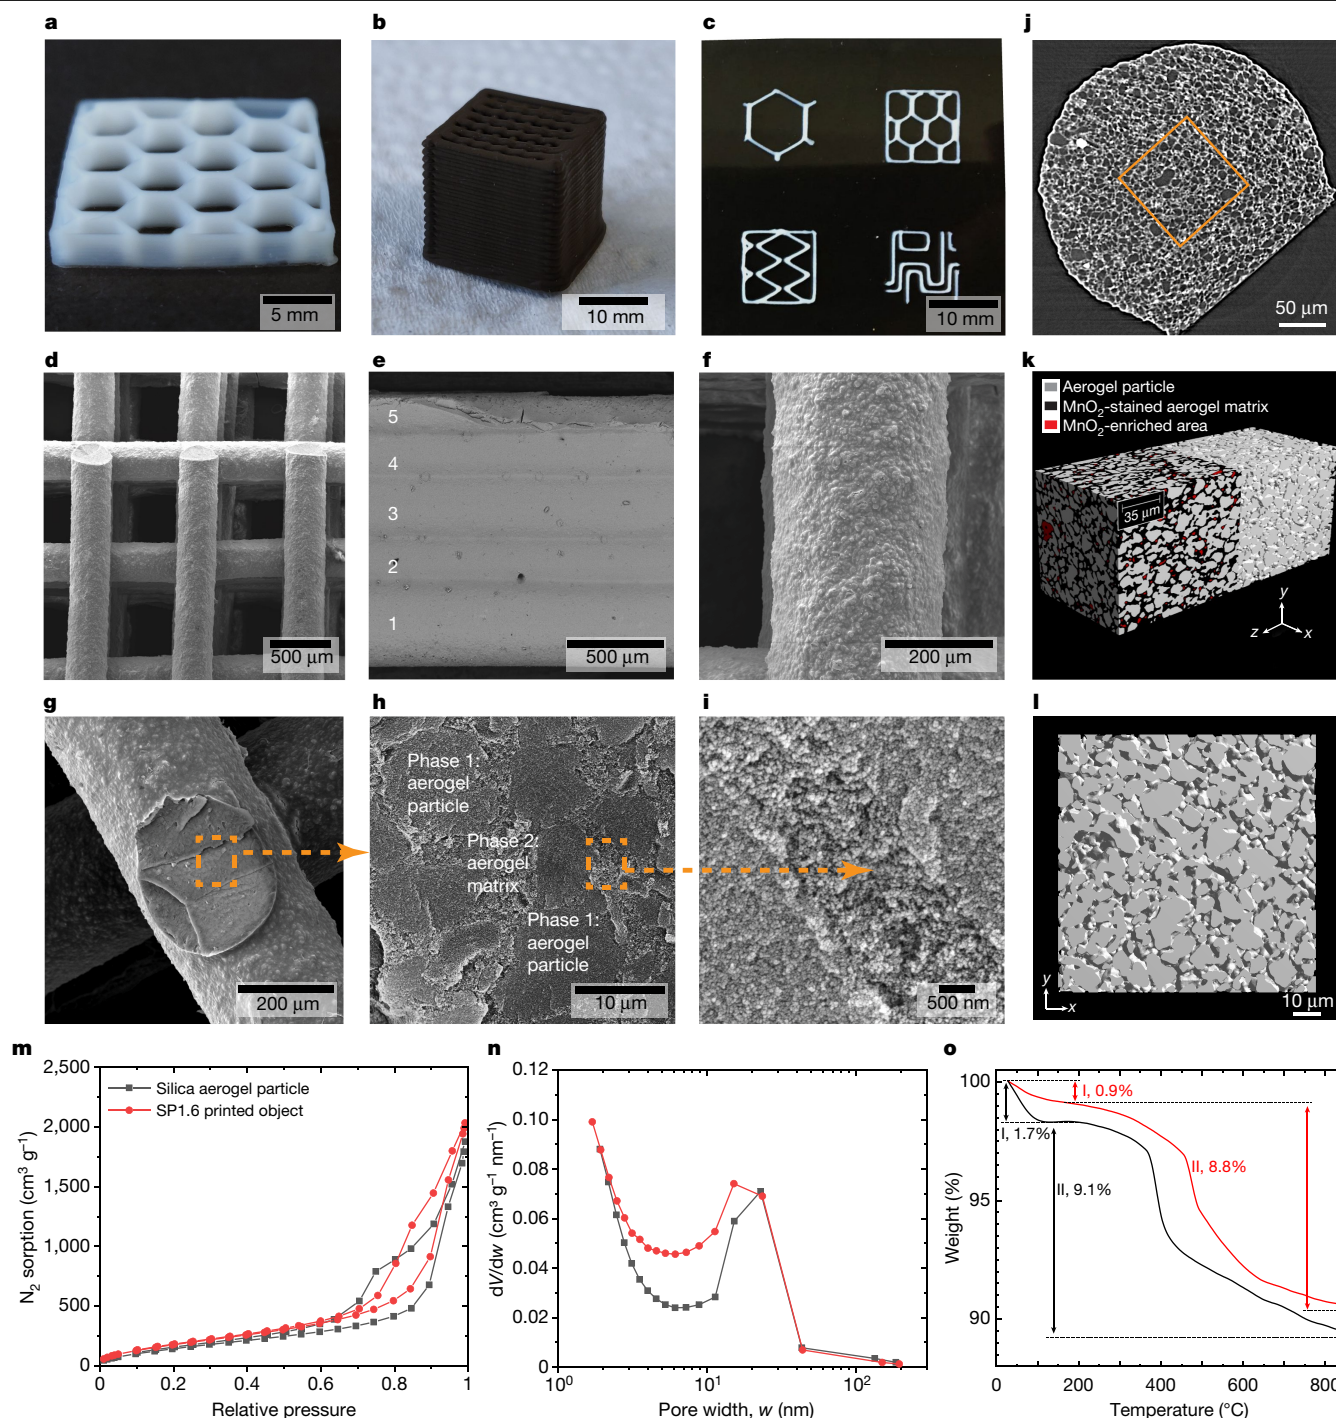 a
b
c
j
5 mm
10 mm
10 mm
50 µm
d
e
f
k
5
4
3
2
1
500 µm
500 µm
200 µm
Aerogel particle
MnO₂-stained aerogel matrix
MnO₂-enriched area
35 µm
y
z
x
g
h
i
l
Phase 1:
aerogel
particle
Phase 2:
aerogel
matrix
Phase 1:
aerogel
particle
200 µm
10 µm
500 nm
y
x
10 µm
m
2,500
2,000
1,500
1,000
500
0
N₂ sorption (cm³ g⁻¹)
Silica aerogel particle
SP1.6 printed object
0
0.2
0.4
0.6
0.8
1
Relative pressure
n
0.12
0.10
0.08
0.06
0.04
0.02
0
dV/dw (cm³ g⁻¹ nm⁻¹)
10⁰
10¹
10²
Pore width, w (nm)
o
100
95
90
Weight (%)
I, 0.9%
I, 1.7%
II, 8.8%
II, 9.1%
0
200
400
600
800
Temperature (°C)